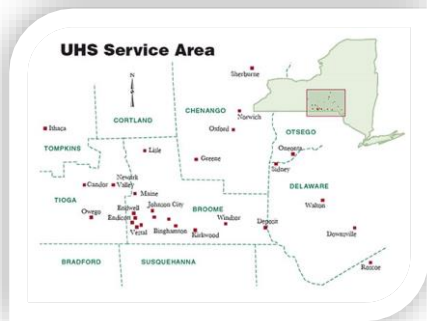 UHS Service Area
N
Sherburne
CHENANGO
Norwich
CORTLAND
Ithaca
Oxford
OTSEGO
TOMPKINS
Lisle
Oneonta
Greene
Sidney
Newark
Valley
Candor
DELAWARE
Maine
TIOGA
Walton
Endwell
Johnson City
BROOME
Owego
Endicott
Windsor
Deposit
Vestal
Binghamton
Kirkwood
Downsville
BRADFORD
SUSQUEHANNA
Roscoe